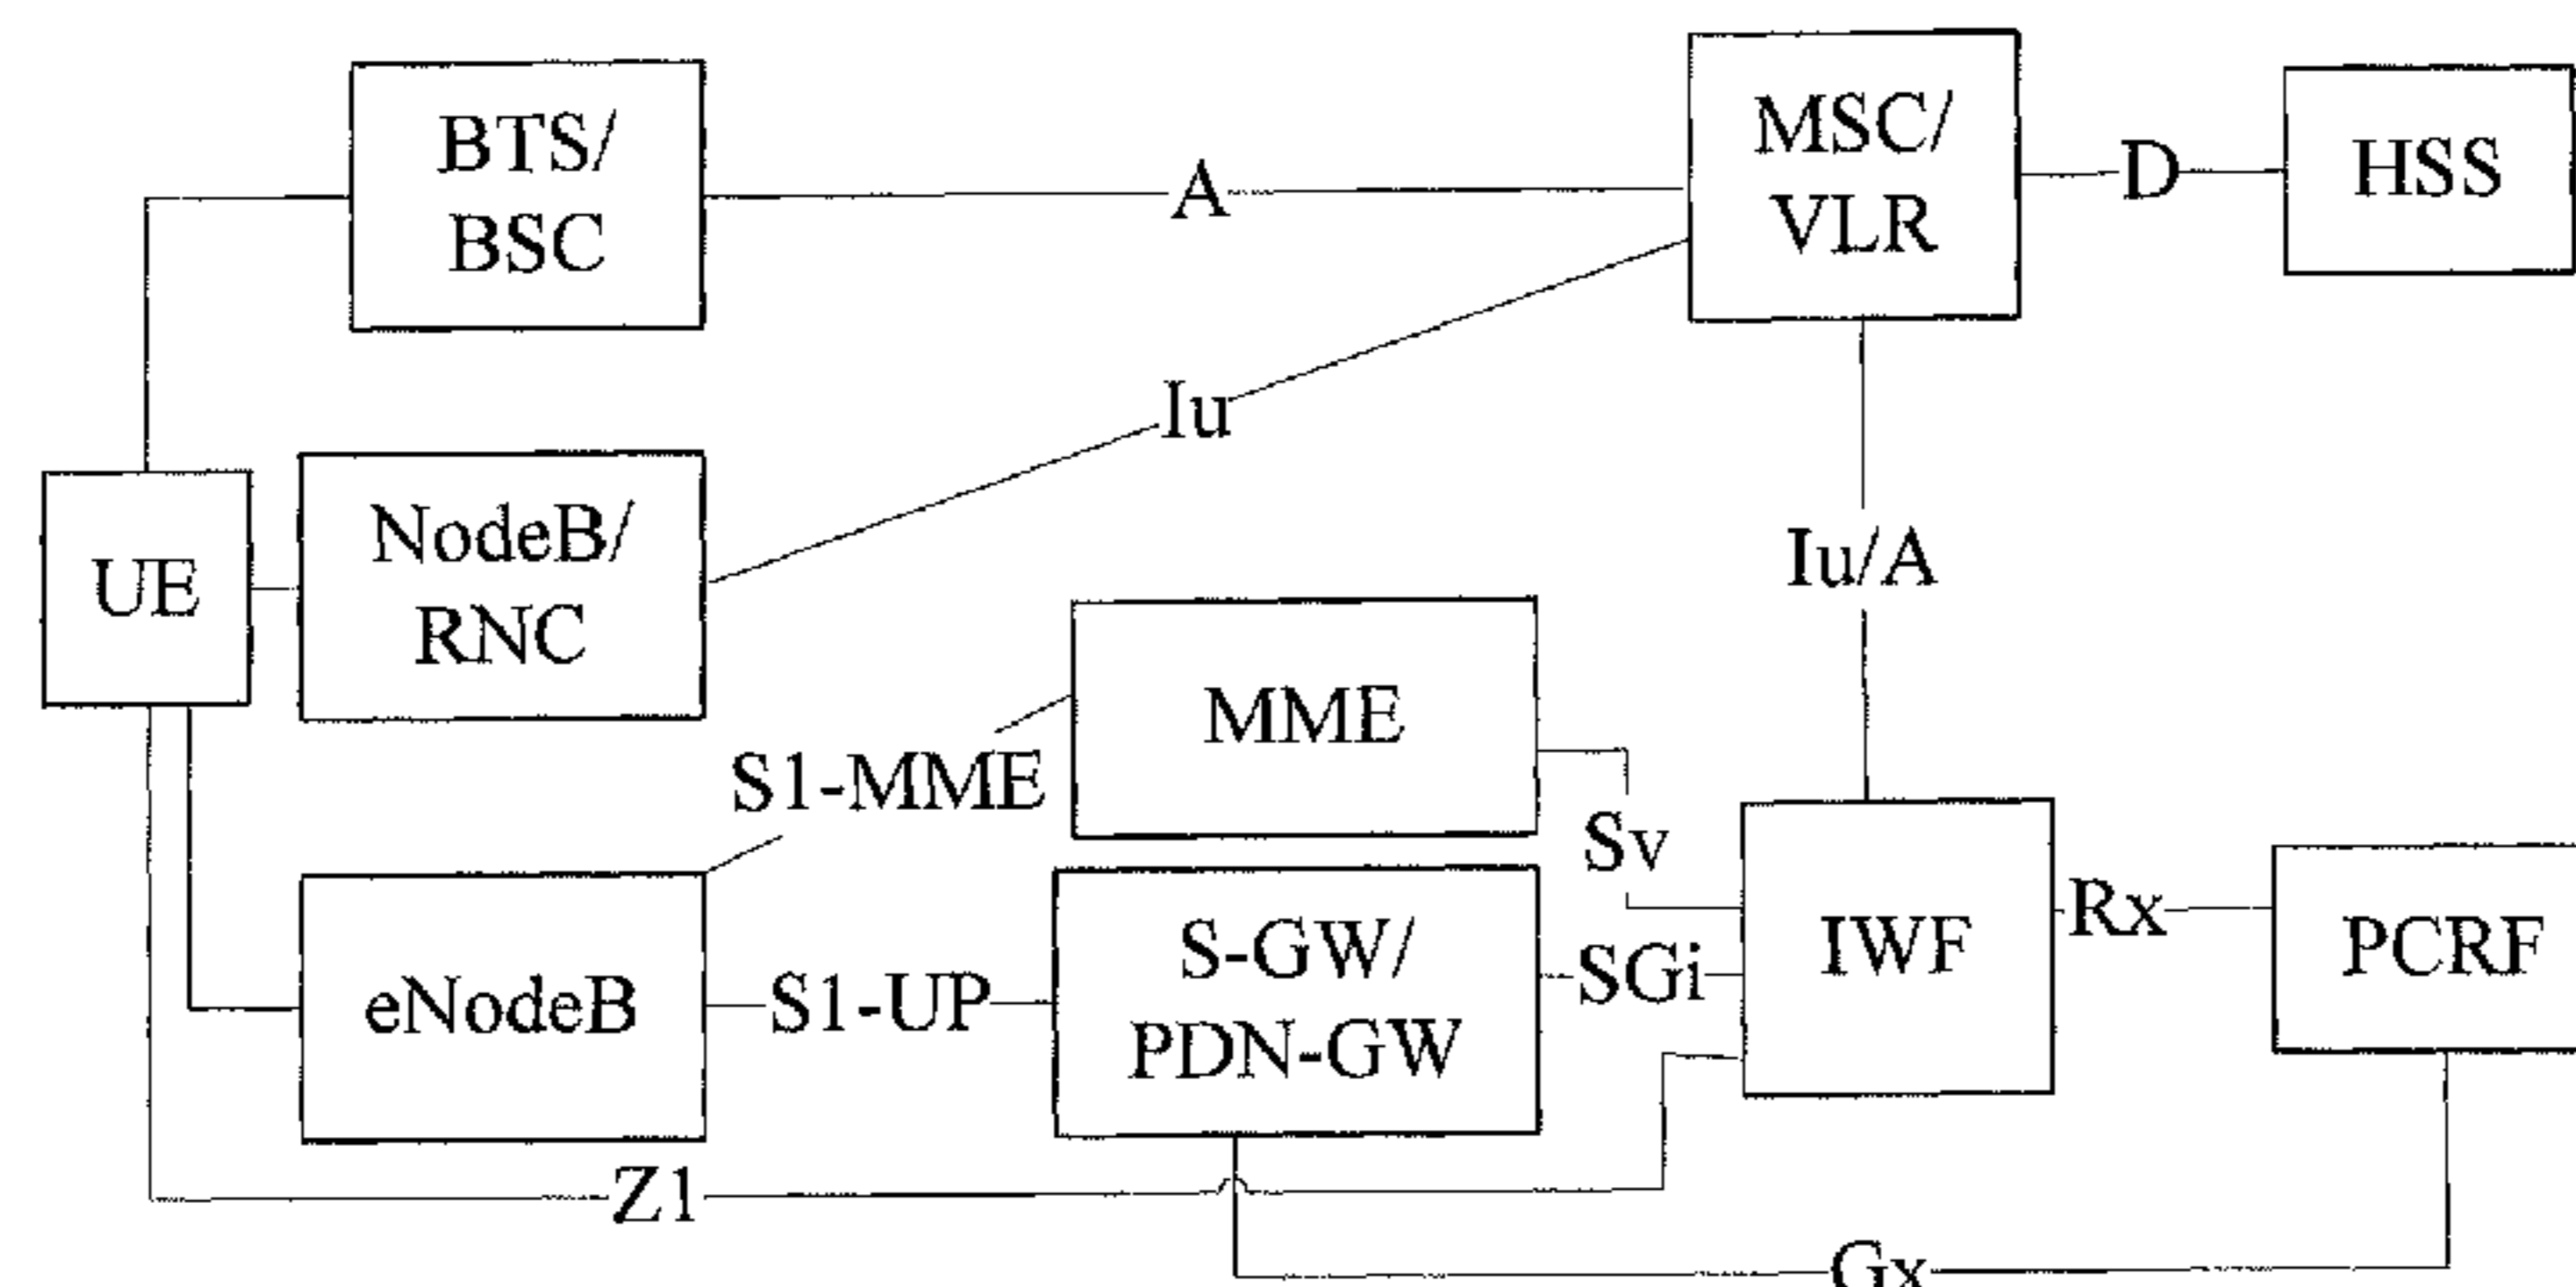 BTS/
BSC
A
MSC/
VLR
D
HSS
Iu
UE
NodeB/
RNC
Iu/A
MME
S1-MME
Sv
eNodeB
S1-UP
S-GW/
PDN-GW
SGi
IWF
Rx
PCRF
Z1
Gx